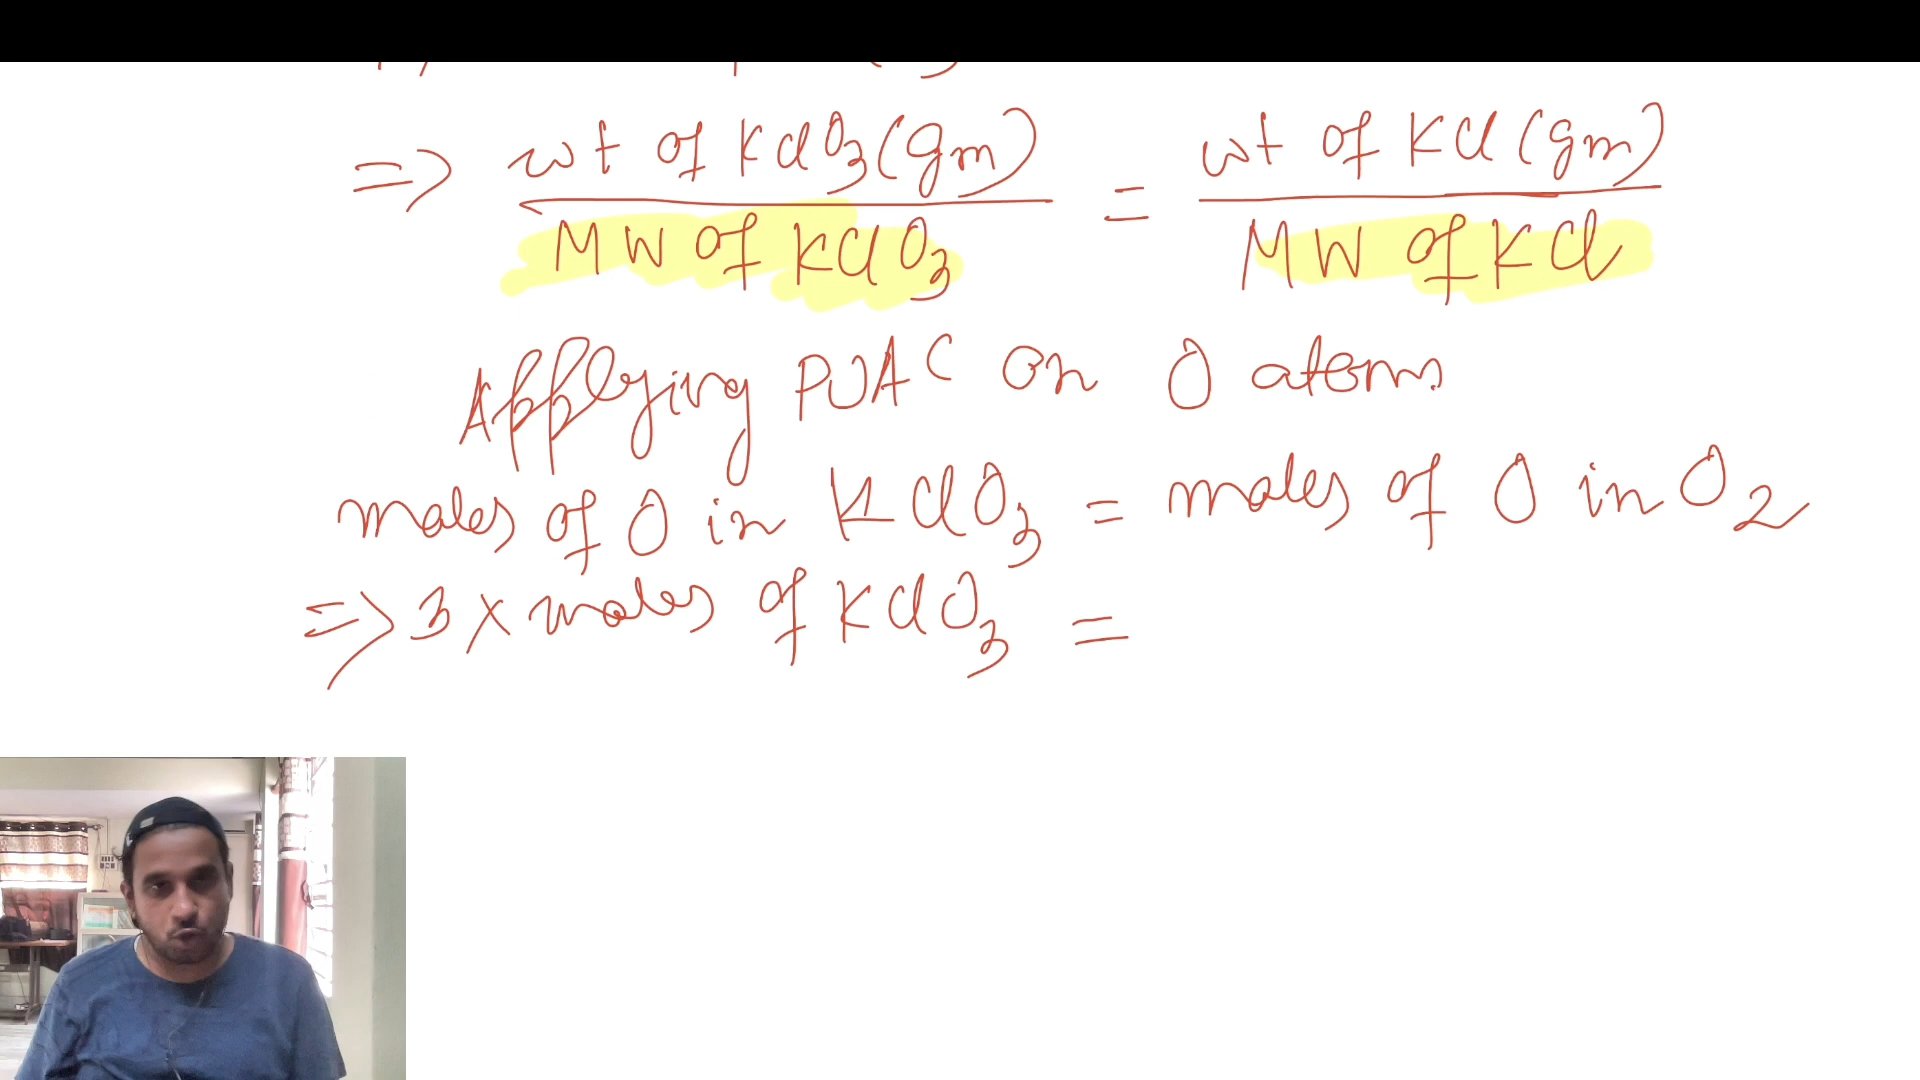 => wt of KClO3(gm) / MW of KClO3 = wt of KCl (gm) / MW of KCl
Applying POAC on O atoms
moles of O in KClO3 = moles of O in O2
=> 3 x moles of KClO3 =